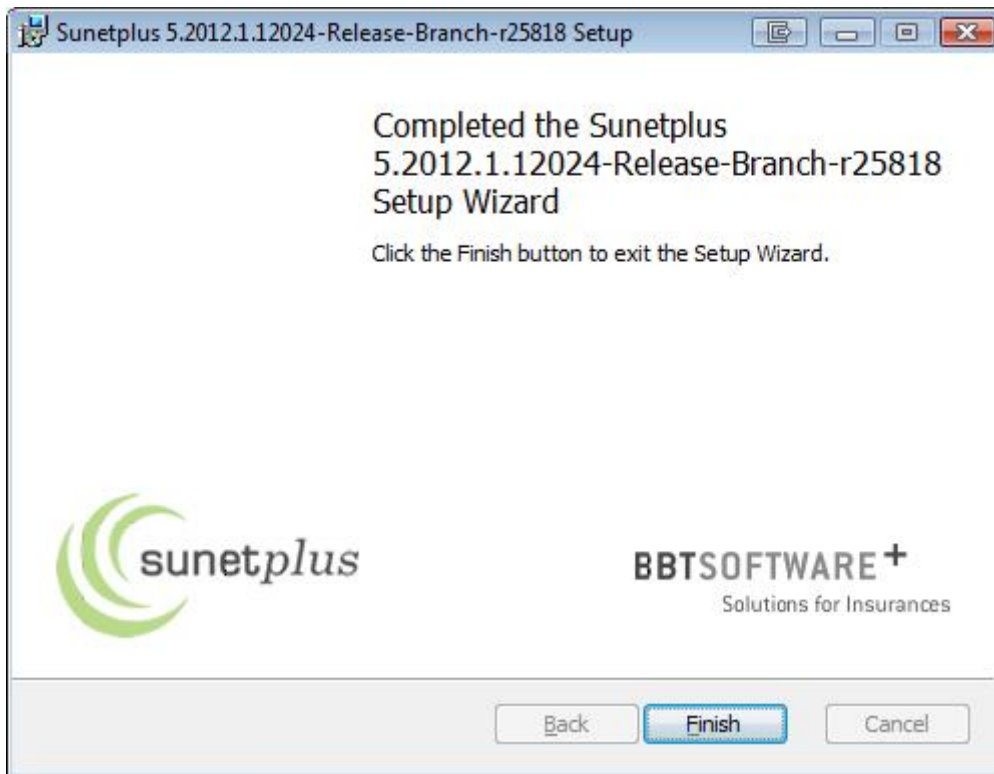 Sunetplus 5.2012.1.12024-Release-Branch-r25818 Setup
Completed the Sunetplus
5.2012.1.12024-Release-Branch-r25818
Setup Wizard
Click the Finish button to exit the Setup Wizard.
sunetplus
BBTSOFTWARE+
Solutions for Insurances
Back Finish Cancel